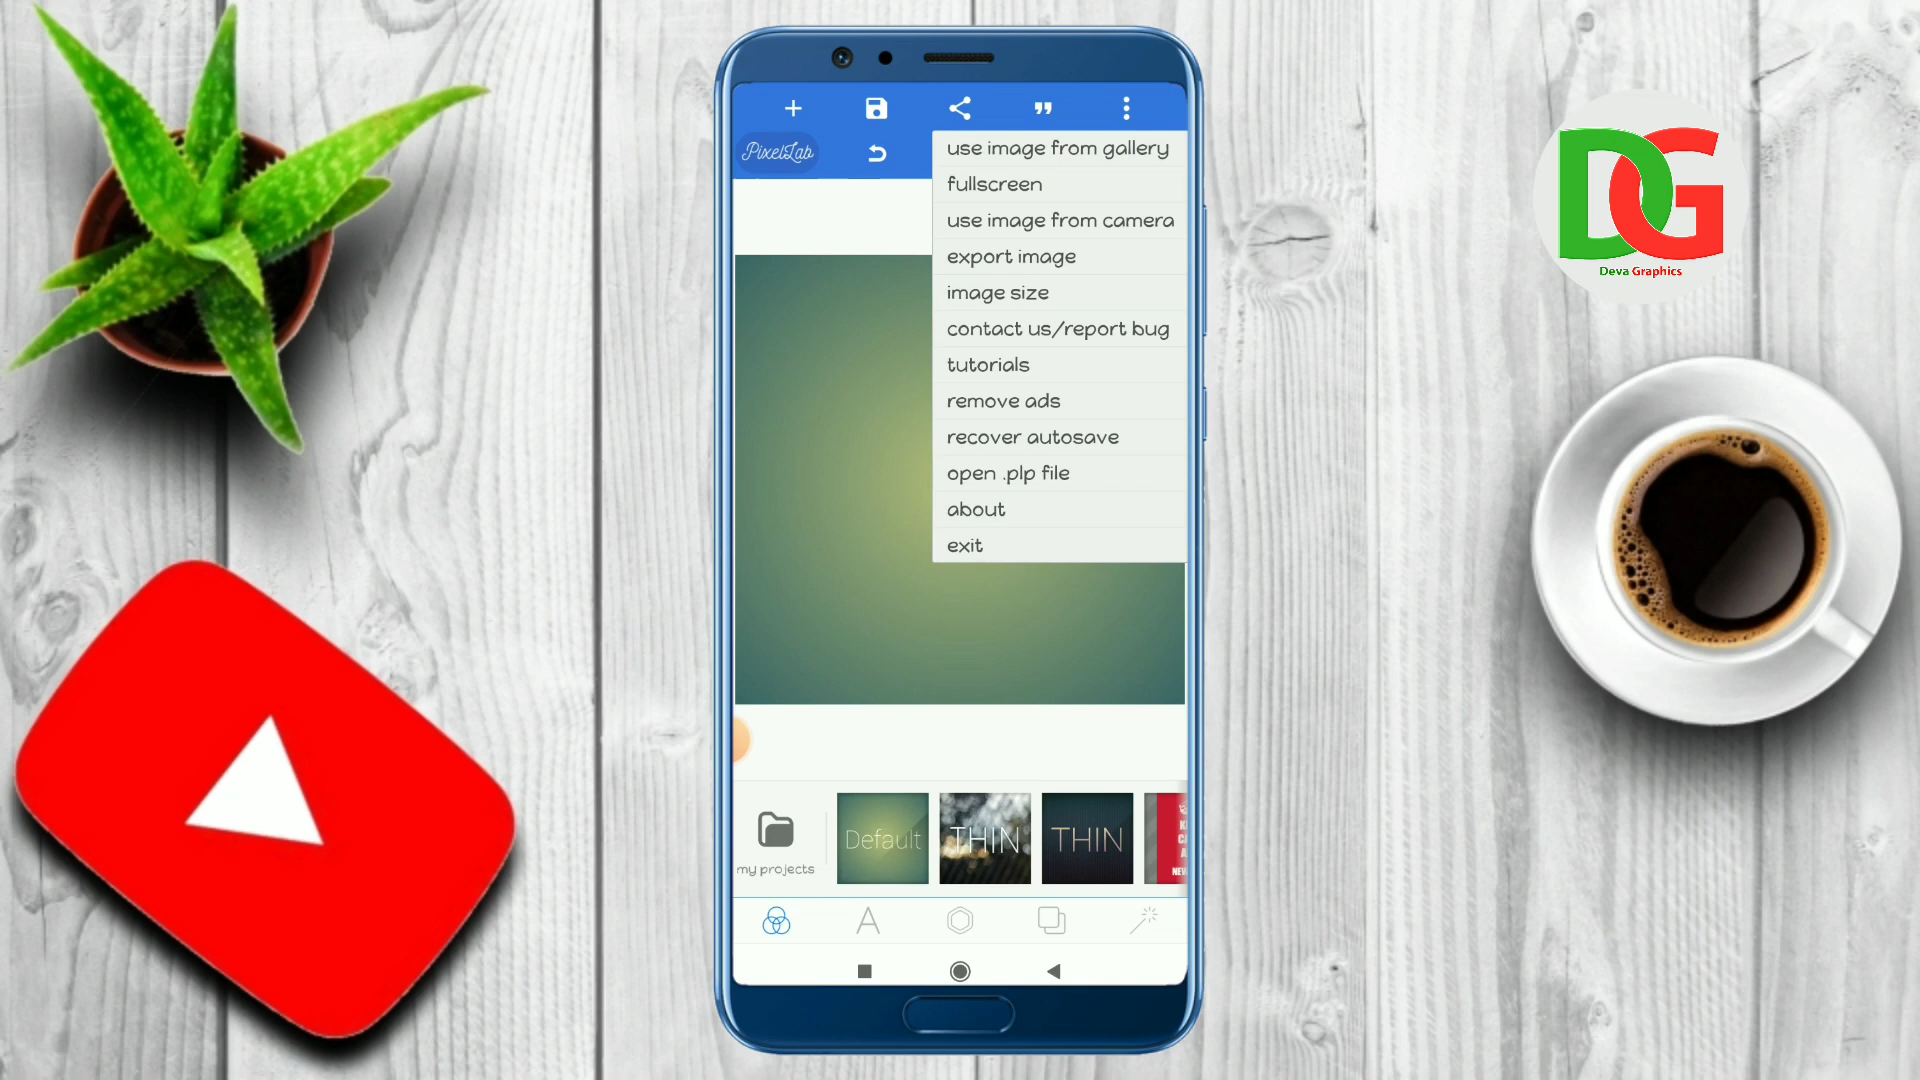 PixelLab
use image from gallery
fullscreen
use image from camera
export image
image size
contact us/report bug
tutorials
remove ads
recover autosave
open .plp file
about
exit
my projects
Default
THIN
THIN
NEW
DG
Deva Graphics